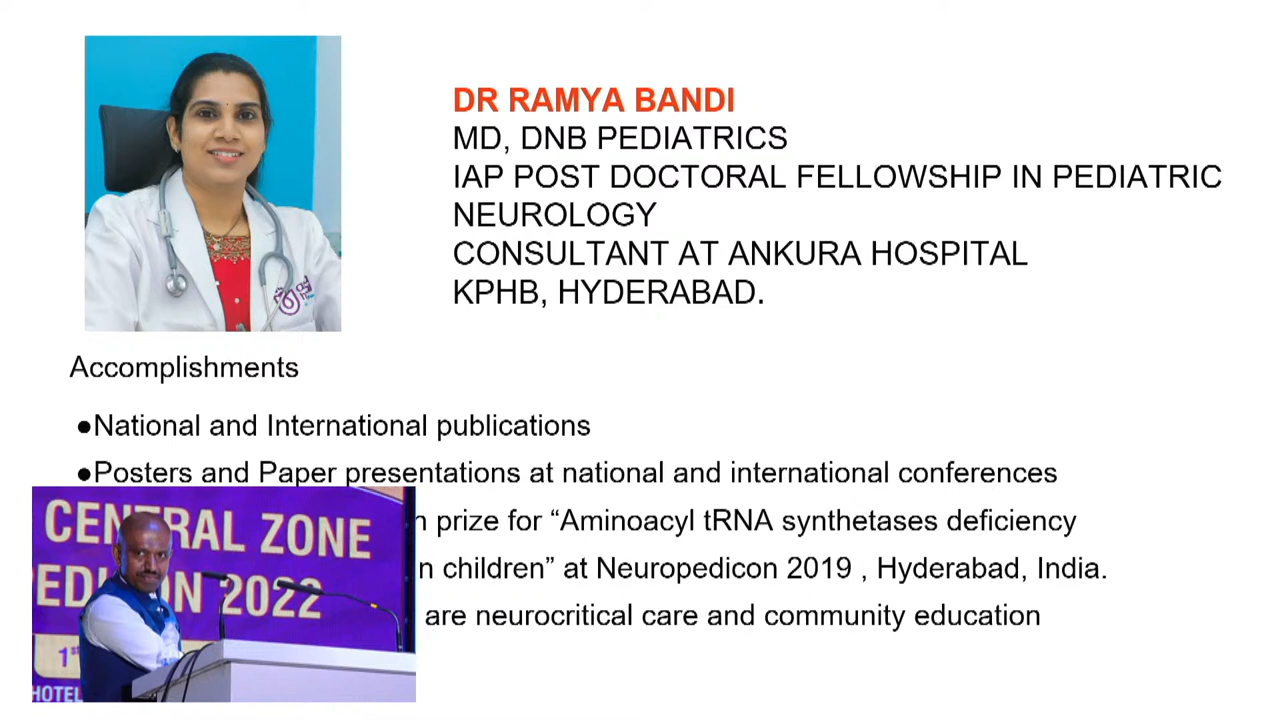 DR RAMYA BANDI
MD, DNB PEDIATRICS
IAP POST DOCTORAL FELLOWSHIP IN PEDIATRIC
NEUROLOGY
CONSULTANT AT ANKURA HOSPITAL
KPHB, HYDERABAD.
Accomplishments
●National and International publications
●Posters and Paper presentations at national and international conferences
prize for “Aminoacyl tRNA synthetases deficiency
children” at Neuropedicon 2019 , Hyderabad, India.
are neurocritical care and community education
CENTRAL ZONE
2022
1st
HOTEL